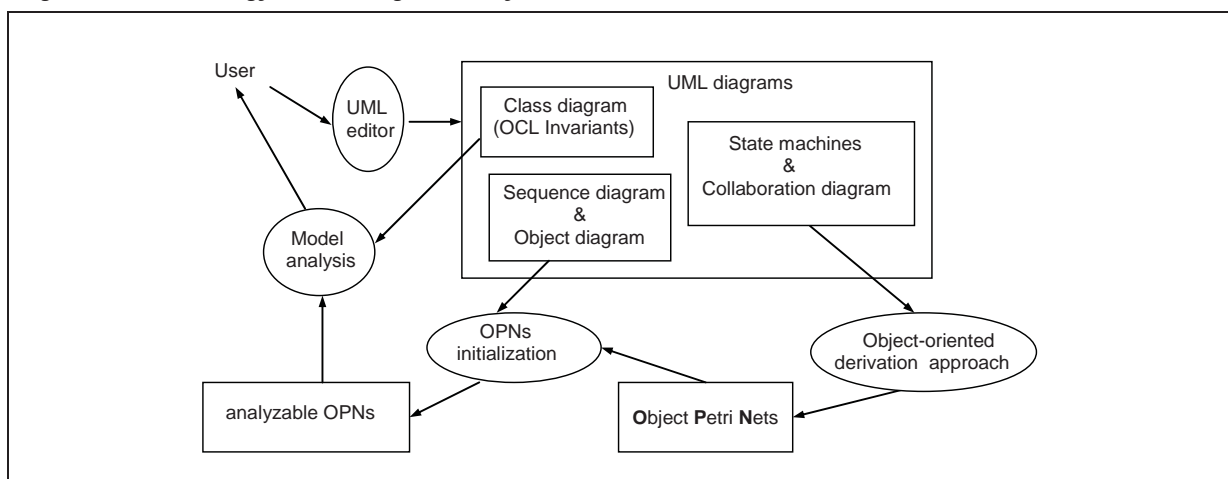 User
UML
editor
UML diagrams
Class diagram
(OCL Invariants)
State machines
&
Collaboration diagram
Sequence diagram
&
Object diagram
Model
analysis
OPNs
initialization
Object-oriented
derivation approach
analyzable OPNs
Object Petri Nets